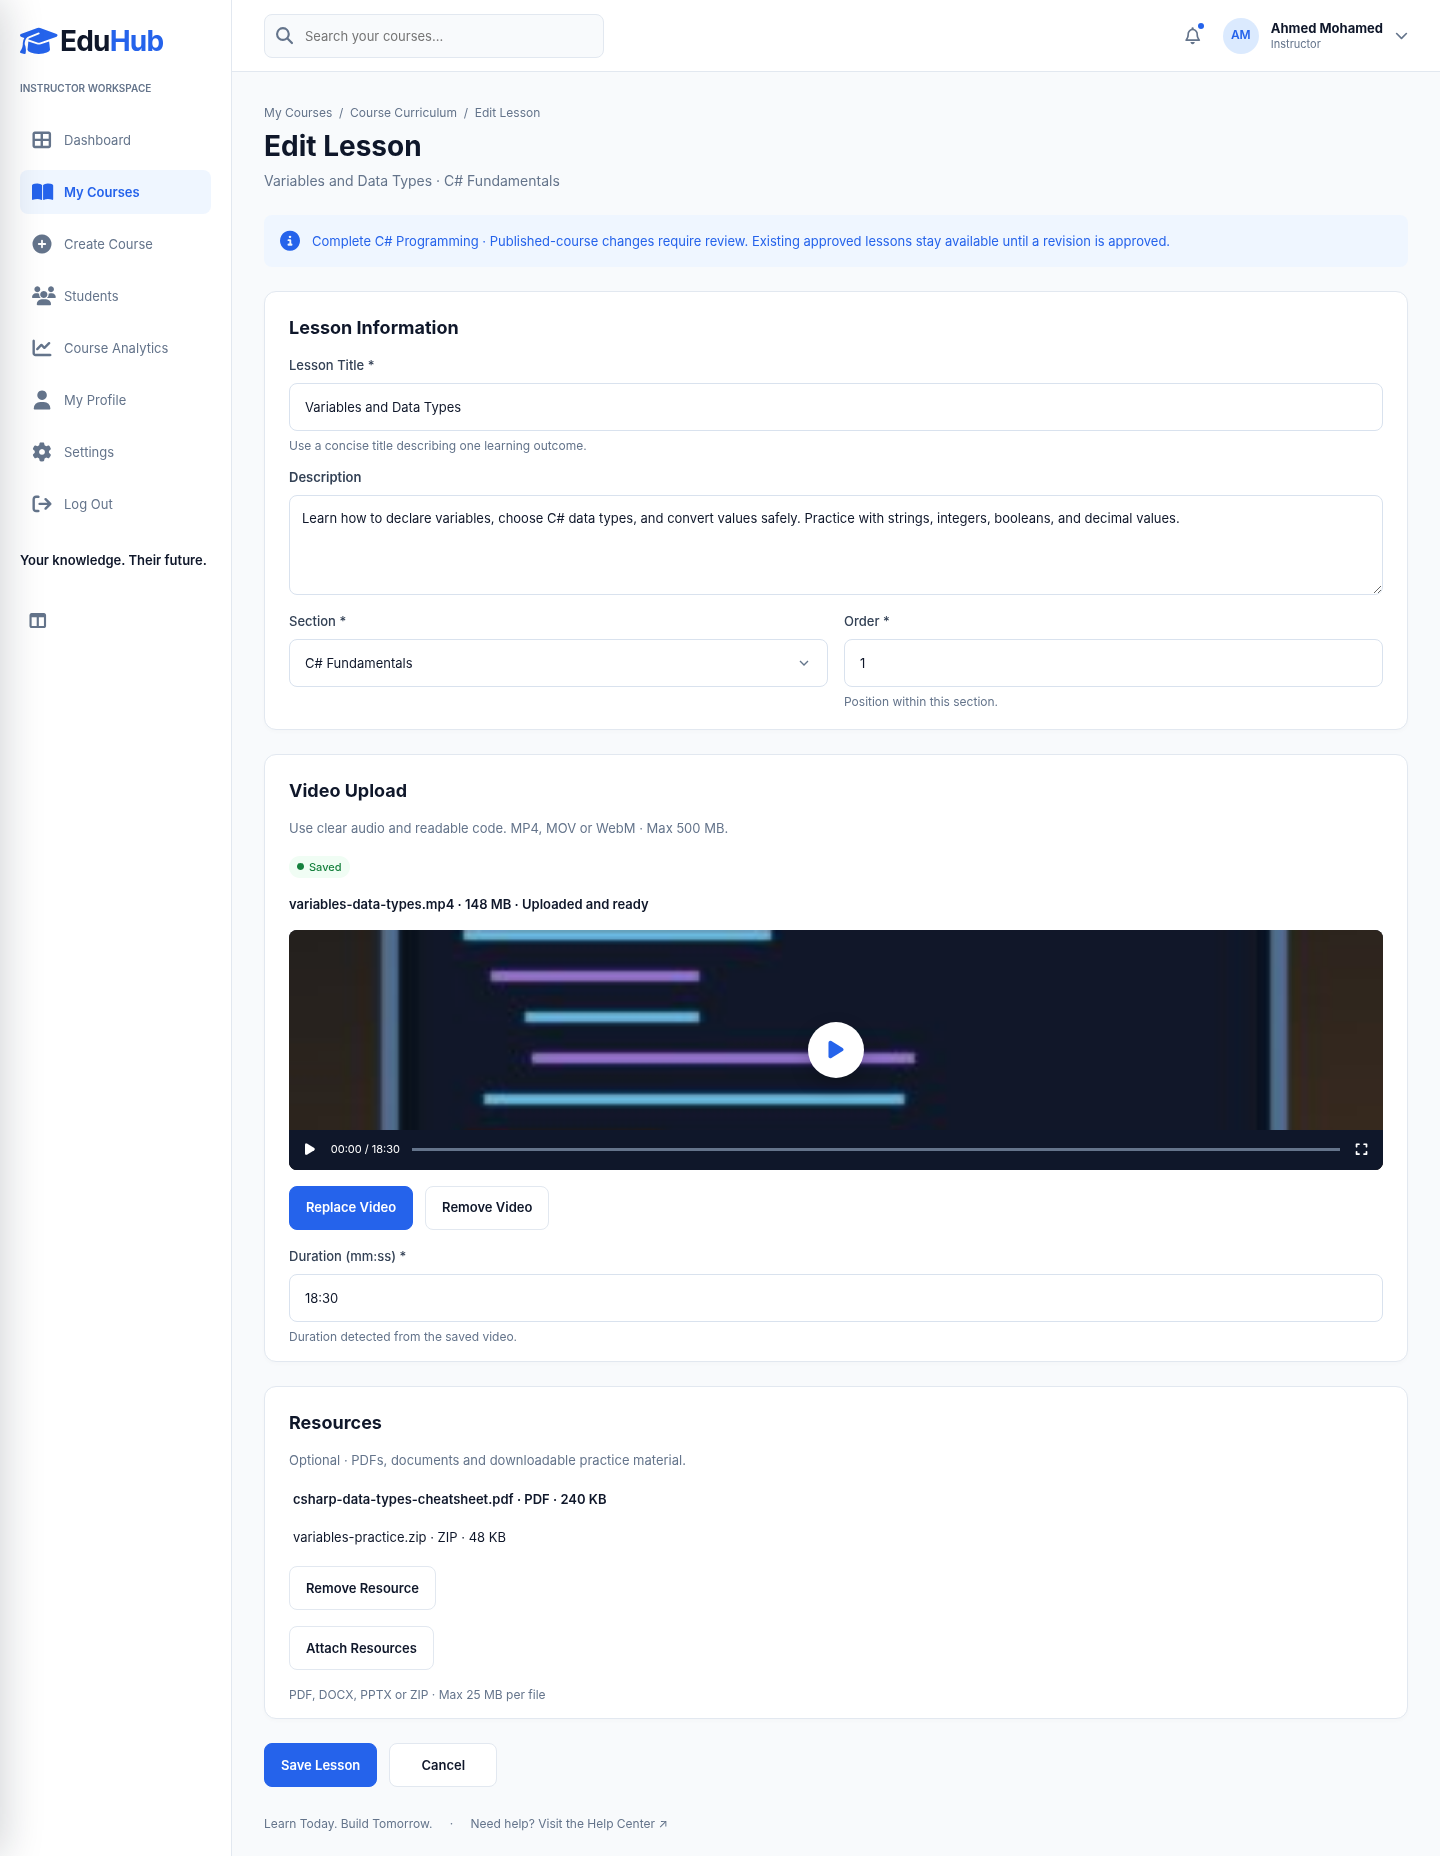 EduHub
INSTRUCTOR WORKSPACE
Dashboard
My Courses
Create Course
Students
Course Analytics
My Profile
Settings
Log Out
Your knowledge. Their future.
Search your courses...
AM
Ahmed Mohamed
Instructor
My Courses / Course Curriculum / Edit Lesson
Edit Lesson
Variables and Data Types · C# Fundamentals
Complete C# Programming · Published-course changes require review. Existing approved lessons stay available until a revision is approved.
Lesson Information
Lesson Title *
Variables and Data Types
Use a concise title describing one learning outcome.
Description
Learn how to declare variables, choose C# data types, and convert values safely. Practice with strings, integers, booleans, and decimal values.
Section *
C# Fundamentals
Order *
1
Position within this section.
Video Upload
Use clear audio and readable code. MP4, MOV or WebM · Max 500 MB.
Saved
variables-data-types.mp4 · 148 MB · Uploaded and ready
00:00 / 18:30
Replace Video
Remove Video
Duration (mm:ss) *
18:30
Duration detected from the saved video.
Resources
Optional · PDFs, documents and downloadable practice material.
csharp-data-types-cheatsheet.pdf · PDF · 240 KB
variables-practice.zip · ZIP · 48 KB
Remove Resource
Attach Resources
PDF, DOCX, PPTX or ZIP · Max 25 MB per file
Save Lesson
Cancel
Learn Today. Build Tomorrow. · Need help? Visit the Help Center ↗